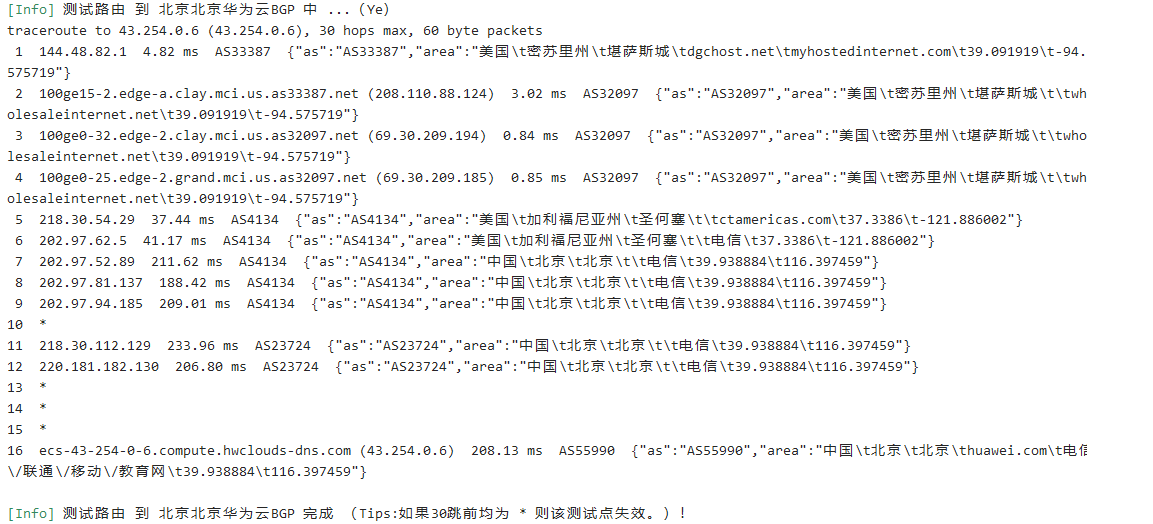 [Info] 测试路由 到 北京北京华为云BGP 中 ...（Ye）
traceroute to 43.254.0.6 (43.254.0.6), 30 hops max, 60 byte packets
 1  144.48.82.1  4.82 ms  AS33387  {"as":"AS33387","area":"美国\t密苏里州\t堪萨斯城\tdgchost.net\tmyhostedinternet.com\t39.091919\t-94.
575719"}
 2  100ge15-2.edge-a.clay.mci.us.as33387.net (208.110.88.124)  3.02 ms  AS32097  {"as":"AS32097","area":"美国\t密苏里州\t堪萨斯城\t\twh
olesaleinternet.net\t39.091919\t-94.575719"}
 3  100ge0-32.edge-2.clay.mci.us.as32097.net (69.30.209.194)  0.84 ms  AS32097  {"as":"AS32097","area":"美国\t密苏里州\t堪萨斯城\t\twho
lesaleinternet.net\t39.091919\t-94.575719"}
 4  100ge0-25.edge-2.grand.mci.us.as32097.net (69.30.209.185)  0.85 ms  AS32097  {"as":"AS32097","area":"美国\t密苏里州\t堪萨斯城\t\twh
olesaleinternet.net\t39.091919\t-94.575719"}
 5  218.30.54.29  37.44 ms  AS4134  {"as":"AS4134","area":"美国\t加利福尼亚州\t圣何塞\t\tctamericas.com\t37.3386\t-121.886002"}
 6  202.97.62.5  41.17 ms  AS4134  {"as":"AS4134","area":"美国\t加利福尼亚州\t圣何塞\t\t电信\t37.3386\t-121.886002"}
 7  202.97.52.89  211.62 ms  AS4134  {"as":"AS4134","area":"中国\t北京\t北京\t\t电信\t39.938884\t116.397459"}
 8  202.97.81.137  188.42 ms  AS4134  {"as":"AS4134","area":"中国\t北京\t北京\t\t电信\t39.938884\t116.397459"}
 9  202.97.94.185  209.01 ms  AS4134  {"as":"AS4134","area":"中国\t北京\t北京\t\t电信\t39.938884\t116.397459"}
10  *
11  218.30.112.129  233.96 ms  AS23724  {"as":"AS23724","area":"中国\t北京\t北京\t\t电信\t39.938884\t116.397459"}
12  220.181.182.130  206.80 ms  AS23724  {"as":"AS23724","area":"中国\t北京\t北京\t\t电信\t39.938884\t116.397459"}
13  *
14  *
15  *
16  ecs-43-254-0-6.compute.hwclouds-dns.com (43.254.0.6)  208.13 ms  AS55990  {"as":"AS55990","area":"中国\t北京\t北京\thuawei.com\t电信
\/联通\/移动\/教育网\t39.938884\t116.397459"}
[Info] 测试路由 到 北京北京华为云BGP 完成 （Tips:如果30跳前均为 * 则该测试点失效。）！